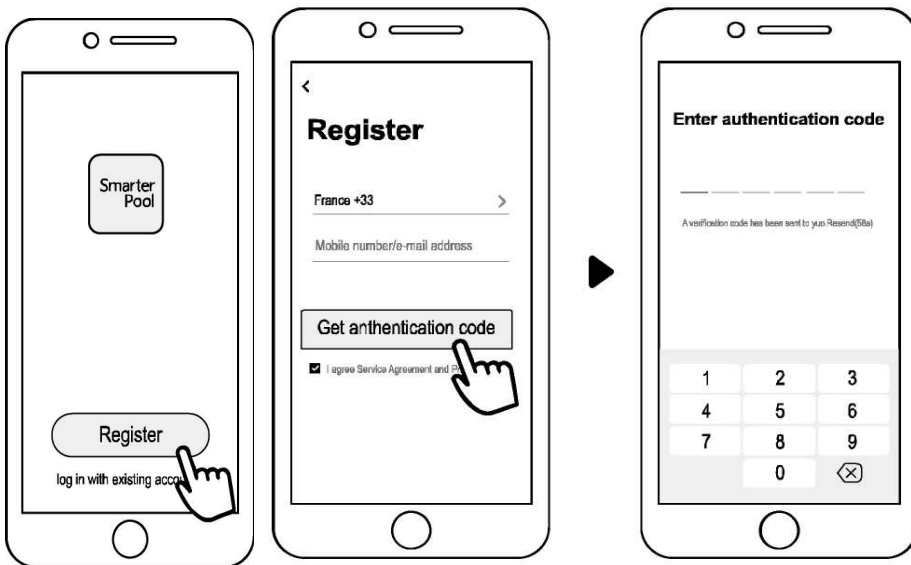 Smarter
Pool
Register
log in with existing accou
<
Register
France +33
>
Mobile number/e-mail address
Get anthentication code
I agree Service Agreement and P
Enter authentication code
A verification code has been sent to yuo.Resend(58s)
1 2 3
4 5 6
7 8 9
0